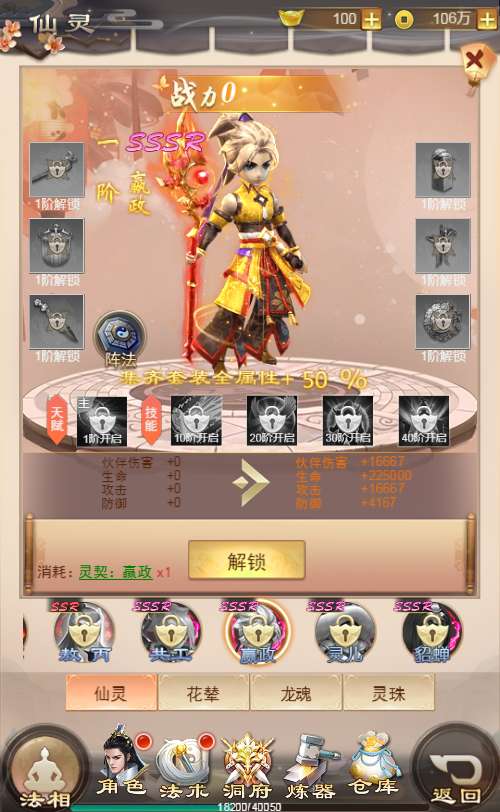 仙灵
100
106万
战力0
SSSR
一阶
嬴政
1阶解锁
1阶解锁
1阶解锁
1阶解锁
1阶解锁
1阶解锁
阵法
集齐套装全属性+50%
天赋
主
1阶开启
技能
10阶开启
20阶开启
30阶开启
40阶开启
伙伴伤害 +0
生命 +0
攻击 +0
防御 +0
伙伴伤害 +16667
生命 +225000
攻击 +16667
防御 +4167
消耗：灵契：嬴政 x1
解锁
SSR
敖丙
SSSR
共工
SSSR
嬴政
SSSR
灵儿
SSSR
貂蝉
仙灵
花辇
龙魂
灵珠
法相
角色
法术
洞府
炼器
仓库
返回
18200/40050